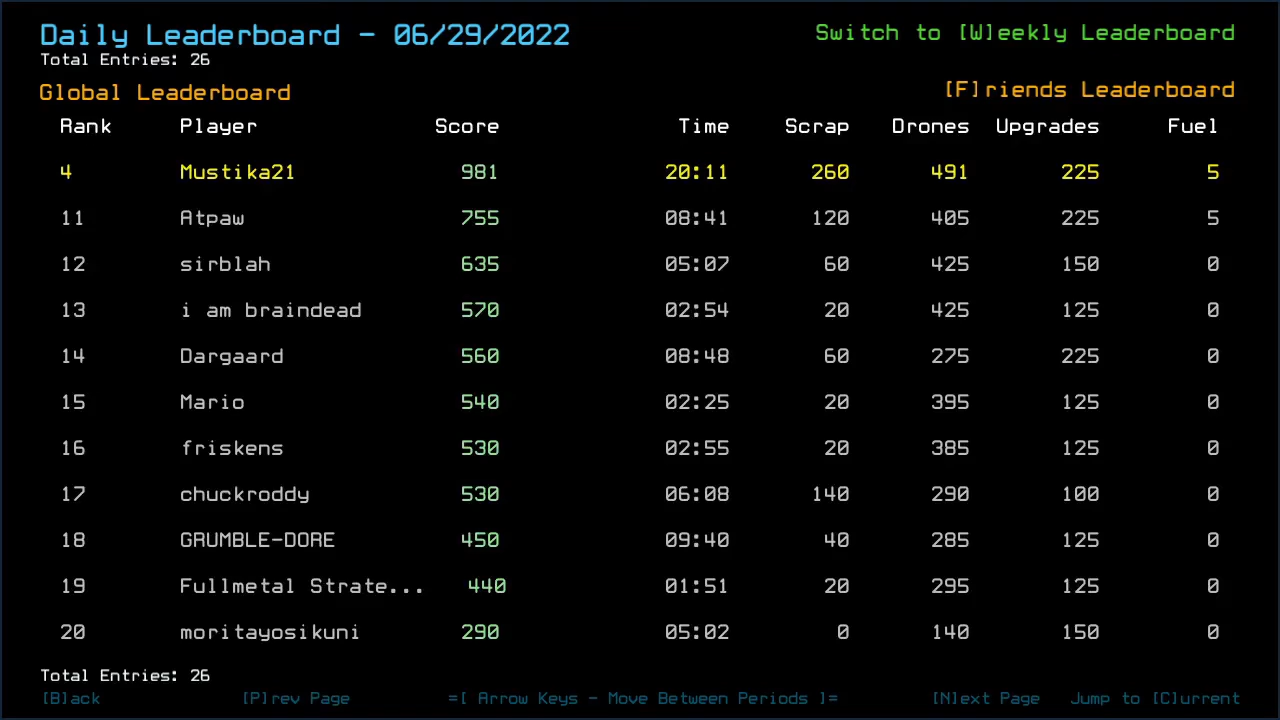 Daily Leaderboard - 06/29/2022 Switch to [W]eekly Leaderboard
Total Entries: 26
Global Leaderboard [F]riends Leaderboard
Rank Player Score Time Scrap Drones Upgrades Fuel
4 Mustika21 981 20:11 260 491 225 5
11 Atpaw 755 08:41 120 405 225 5
12 sirblah 635 05:07 60 425 150 0
13 i am braindead 570 02:54 20 425 125 0
14 Dargaard 560 08:48 60 275 225 0
15 Mario 540 02:25 20 395 125 0
16 friskens 530 02:55 20 385 125 0
17 chuckroddy 530 06:08 140 290 100 0
18 GRUMBLE-DORE 450 09:40 40 285 125 0
19 Fullmetal Strate... 440 01:51 20 295 125 0
20 moritayosikuni 290 05:02 0 140 150 0
Total Entries: 26
[B]ack [P]rev Page =[ Arrow Keys - Move Between Periods ]= [N]ext Page Jump to [C]urrent